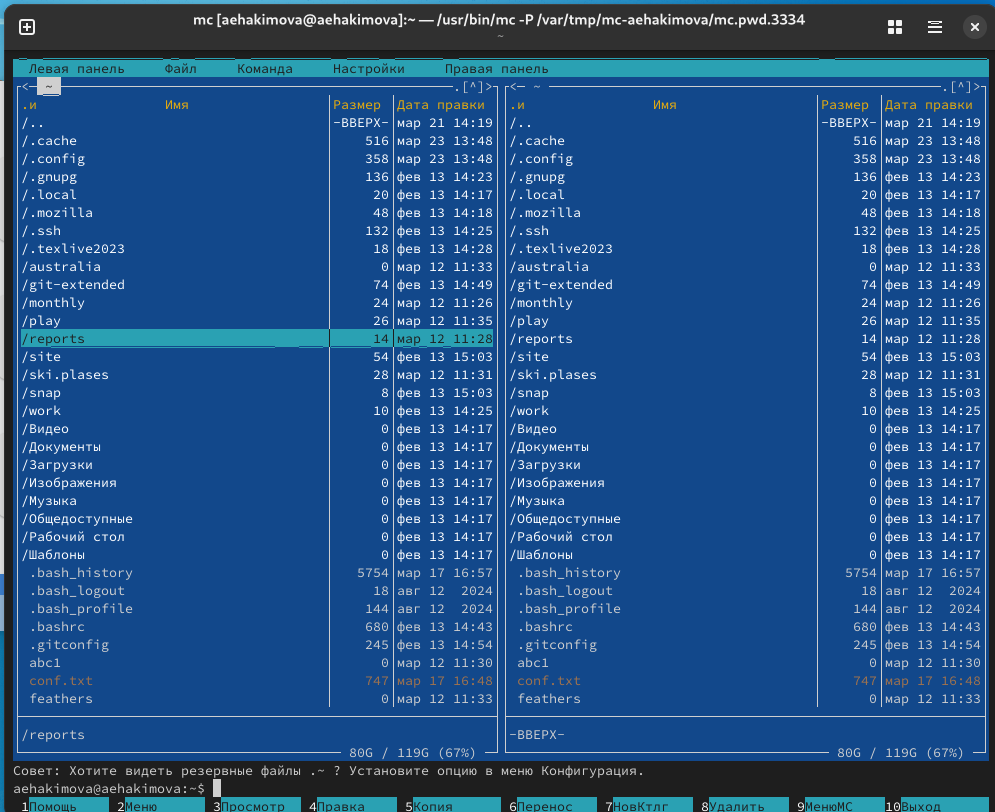 mc [aehakimova@aehakimova]:~ — /usr/bin/mc -P /var/tmp/mc-aehakimova/mc.pwd.3334
~
Левая панель Файл Команда Настройки Правая панель
<- ~ .[^]> <- ~ .[^]>
.и Имя Размер Дата правки .и Имя Размер Дата правки
/.. -ВВЕРХ- мар 21 14:19 /.. -ВВЕРХ- мар 21 14:19
/.cache 516 мар 23 13:48 /.cache 516 мар 23 13:48
/.config 358 мар 23 13:48 /.config 358 мар 23 13:48
/.gnupg 136 фев 13 14:23 /.gnupg 136 фев 13 14:23
/.local 20 фев 13 14:17 /.local 20 фев 13 14:17
/.mozilla 48 фев 13 14:18 /.mozilla 48 фев 13 14:18
/.ssh 132 фев 13 14:25 /.ssh 132 фев 13 14:25
/.texlive2023 18 фев 13 14:28 /.texlive2023 18 фев 13 14:28
/australia 0 мар 12 11:33 /australia 0 мар 12 11:33
/git-extended 74 фев 13 14:49 /git-extended 74 фев 13 14:49
/monthly 24 мар 12 11:26 /monthly 24 мар 12 11:26
/play 26 мар 12 11:35 /play 26 мар 12 11:35
/reports 14 мар 12 11:28 /reports 14 мар 12 11:28
/site 54 фев 13 15:03 /site 54 фев 13 15:03
/ski.plases 28 мар 12 11:31 /ski.plases 28 мар 12 11:31
/snap 8 фев 13 15:03 /snap 8 фев 13 15:03
/work 10 фев 13 14:25 /work 10 фев 13 14:25
/Видео 0 фев 13 14:17 /Видео 0 фев 13 14:17
/Документы 0 фев 13 14:17 /Документы 0 фев 13 14:17
/Загрузки 0 фев 13 14:17 /Загрузки 0 фев 13 14:17
/Изображения 0 фев 13 14:17 /Изображения 0 фев 13 14:17
/Музыка 0 фев 13 14:17 /Музыка 0 фев 13 14:17
/Общедоступные 0 фев 13 14:17 /Общедоступные 0 фев 13 14:17
/Рабочий стол 0 фев 13 14:17 /Рабочий стол 0 фев 13 14:17
/Шаблоны 0 фев 13 14:17 /Шаблоны 0 фев 13 14:17
.bash_history 5754 мар 17 16:57 .bash_history 5754 мар 17 16:57
.bash_logout 18 авг 12 2024 .bash_logout 18 авг 12 2024
.bash_profile 144 авг 12 2024 .bash_profile 144 авг 12 2024
.bashrc 680 фев 13 14:43 .bashrc 680 фев 13 14:43
.gitconfig 245 фев 13 14:54 .gitconfig 245 фев 13 14:54
abc1 0 мар 12 11:30 abc1 0 мар 12 11:30
conf.txt 747 мар 17 16:48 conf.txt 747 мар 17 16:48
feathers 0 мар 12 11:33 feathers 0 мар 12 11:33
/reports -ВВЕРХ-
80G / 119G (67%) 80G / 119G (67%)
Совет: Хотите видеть резервные файлы .~ ? Установите опцию в меню Конфигурация.
aehakimova@aehakimova:~$
1Помощь 2Меню 3Просмотр 4Правка 5Копия 6Перенос 7НовКтлг 8Удалить 9МенюMC 10Выход